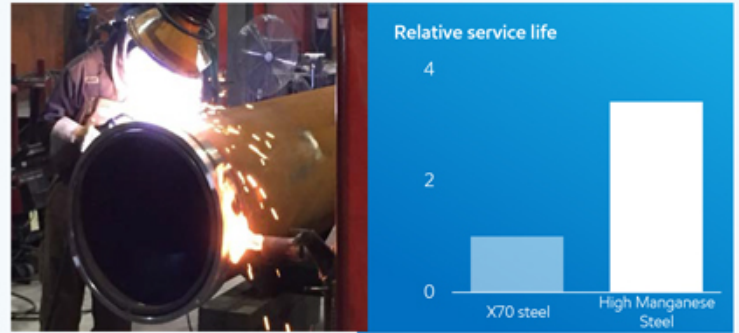 Relative service life
4
2
0
X70 steel
High Manganese
Steel